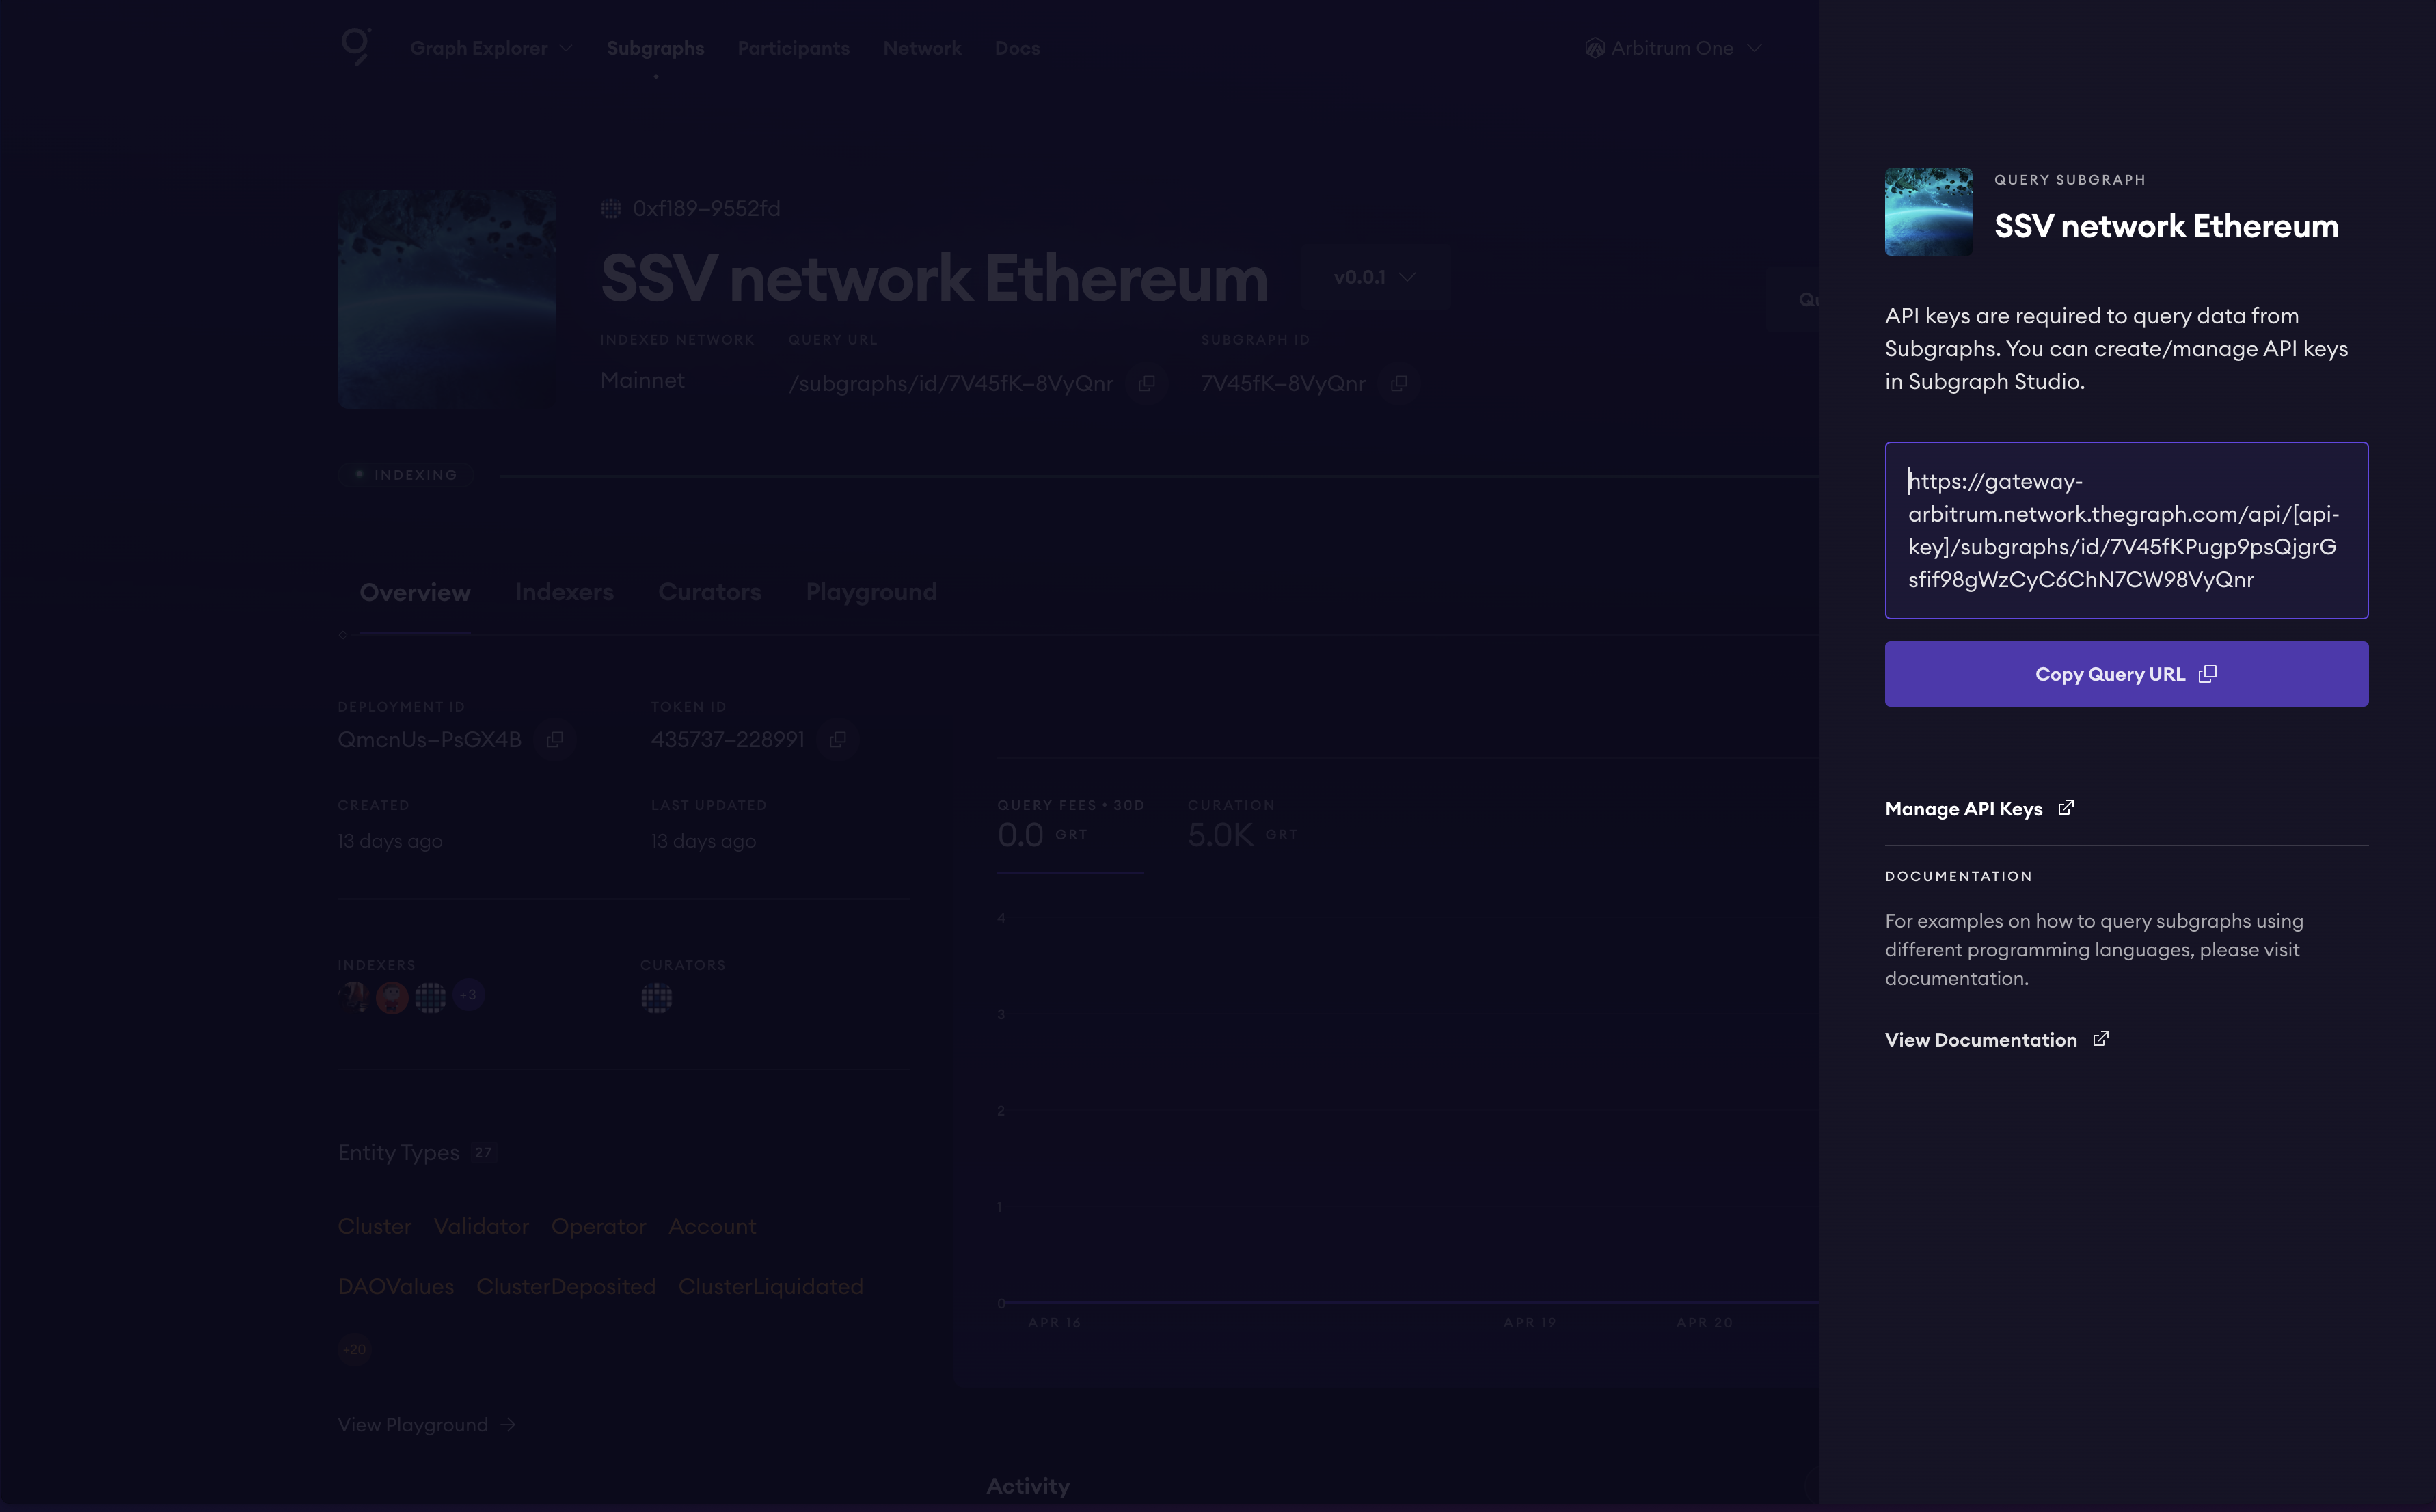 Graph Explorer
Subgraphs
Participants
Network
Docs
Arbitrum One
0xf189–9552fd
SSV network Ethereum
v0.0.1
INDEXED NETWORK
Mainnet
QUERY URL
/subgraphs/id/7V45fK–8VyQnr
SUBGRAPH ID
7V45fK–8VyQnr
INDEXING
Overview
Indexers
Curators
Playground
DEPLOYMENT ID
QmcnUs–PsGX4B
TOKEN ID
435737–228991
CREATED
13 days ago
LAST UPDATED
13 days ago
INDEXERS
+3
CURATORS
Entity Types 27
Cluster Validator Operator Account
DAOValues ClusterDeposited ClusterLiquidated
+20
View Playground
QUERY FEES • 30D
0.0 GRT
CURATION
5.0K GRT
4
3
2
1
0
APR 16
APR 19
APR 20
Activity
QUERY SUBGRAPH
SSV network Ethereum
API keys are required to query data from
Subgraphs. You can create/manage API keys
in Subgraph Studio.
https://gateway-
arbitrum.network.thegraph.com/api/[api-
key]/subgraphs/id/7V45fKPugp9psQjgrG
sfif98gWzCyC6ChN7CW98VyQnr
Copy Query URL
Manage API Keys
DOCUMENTATION
For examples on how to query subgraphs using
different programming languages, please visit
documentation.
View Documentation